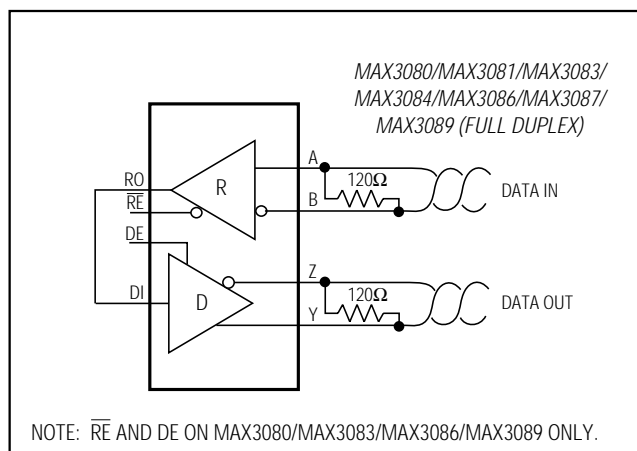 MAX3080/MAX3081/MAX3083/
MAX3084/MAX3086/MAX3087/
MAX3089 (FULL DUPLEX)
A
120Ω
RO
R
DATA IN
RE
B
DE
Z
120Ω
DI
D
DATA OUT
Y
NOTE: RE AND DE ON MAX3080/MAX3083/MAX3086/MAX3089 ONLY.